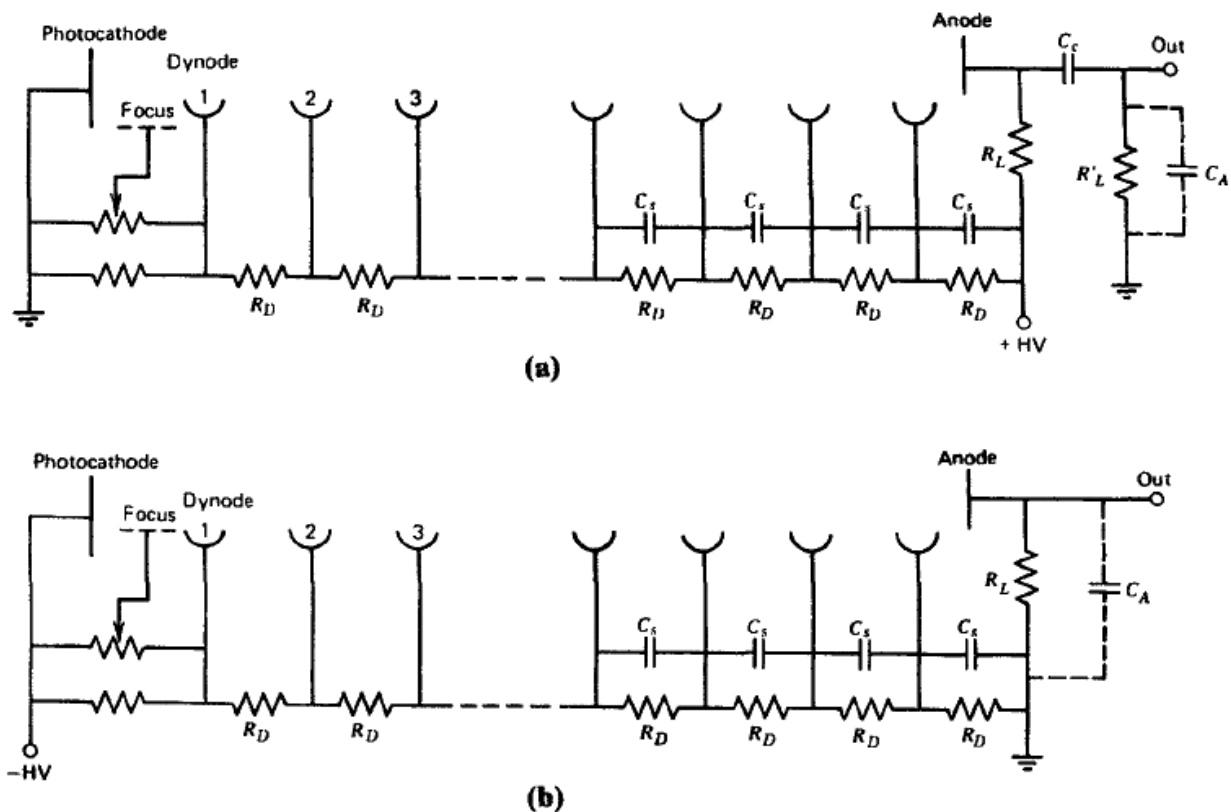 Photocathode
Anode
C_c
Out
Dynode
Focus
1
2
3
R_L
R'_L
C_A
C_s
C_s
C_s
C_s
R_D
R_D
R_D
R_D
R_D
R_D
+ HV
(a)
Photocathode
Anode
Out
Dynode
Focus
1
2
3
R_L
C_A
C_s
C_s
C_s
C_s
R_D
R_D
R_D
R_D
R_D
R_D
−HV
(b)